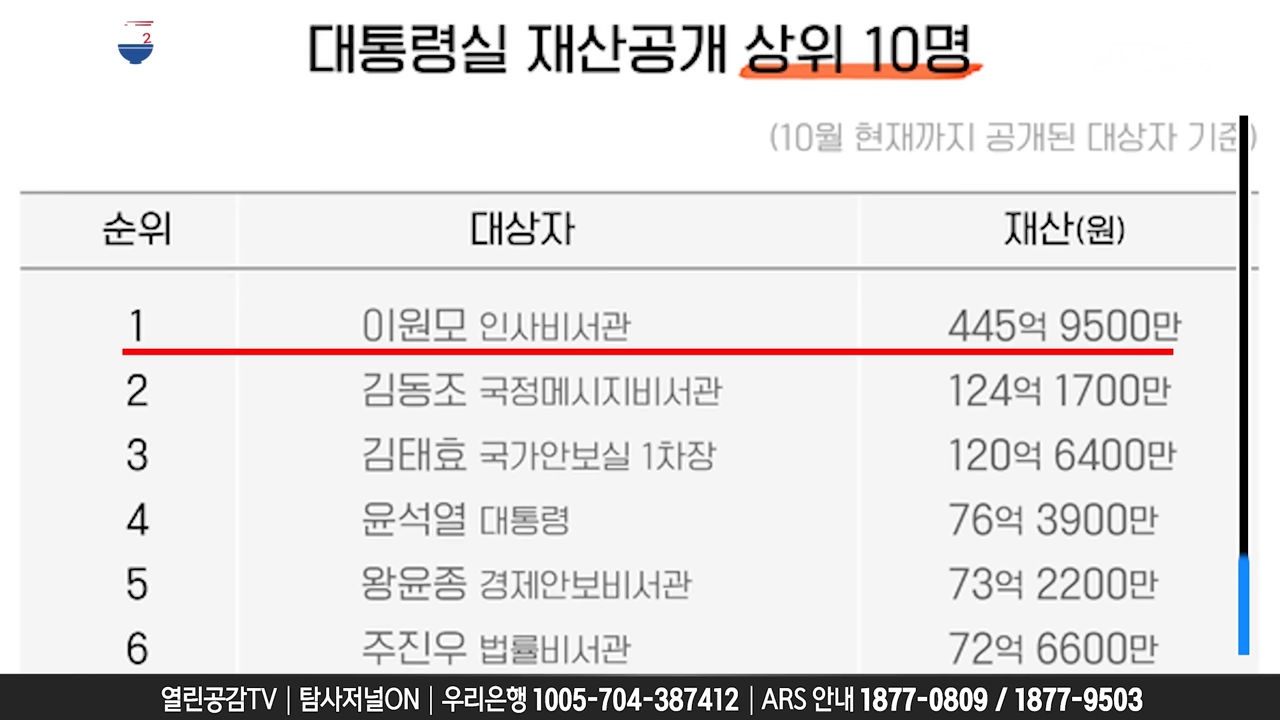 2
대통령실 재산공개 상위 10명
(10월 현재까지 공개된 대상자 기준)
순위 대상자 재산(원)
1 이원모 인사비서관 445억 9500만
2 김동조 국정메시지비서관 124억 1700만
3 김태효 국가안보실 1차장 120억 6400만
4 윤석열 대통령 76억 3900만
5 왕윤종 경제안보비서관 73억 2200만
6 주진우 법률비서관 72억 6600만
열린공감TV | 탐사저널ON | 우리은행 1005-704-387412 | ARS 안내 1877-0809 / 1877-9503